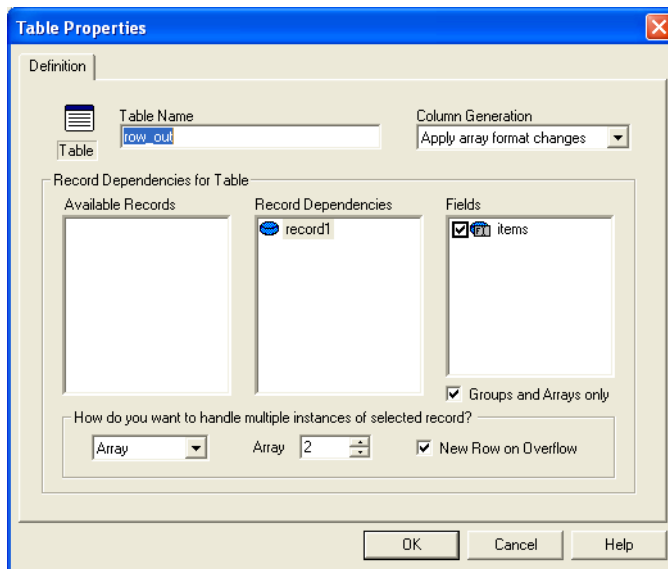 Table Properties
Definition
Table Name
row_out
Column Generation
Apply array format changes
Table
Record Dependencies for Table
Available Records
Record Dependencies
Fields
record1
FI
items
Groups and Arrays only
How do you want to handle multiple instances of selected record?
Array
Array
2
New Row on Overflow
OK
Cancel
Help